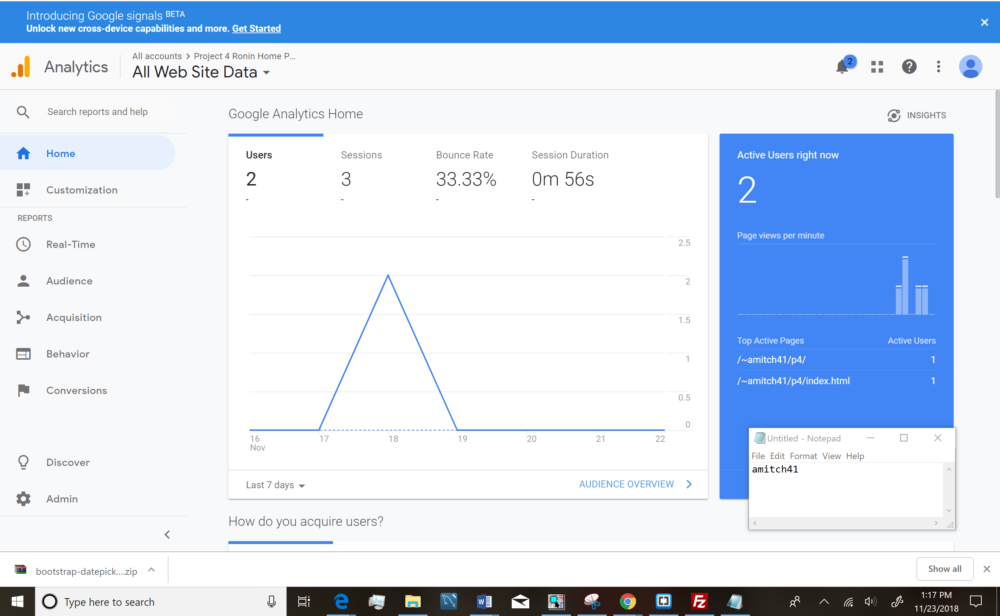 Introducing Google signals BETA
Unlock new cross-device capabilities and more. Get Started
Analytics
All accounts > Project 4 Ronin Home P...
All Web Site Data
2
Search reports and help
Home
Customization
REPORTS
Real-Time
Audience
Acquisition
Behavior
Conversions
Discover
Admin
Google Analytics Home
INSIGHTS
Users Sessions Bounce Rate Session Duration
2 3 33.33% 0m 56s
- - - -
2.5
2
1.5
1
0.5
0
16 17 18 19 20 21 22
Nov
Last 7 days
AUDIENCE OVERVIEW
Active Users right now
2
Page views per minute
Top Active Pages Active Users
/~amitch41/p4/ 1
/~amitch41/p4/index.html 1
Untitled - Notepad
File Edit Format View Help
amitch41
How do you acquire users?
bootstrap-datepick....zip
Show all
Type here to search
1:17 PM
11/23/2018